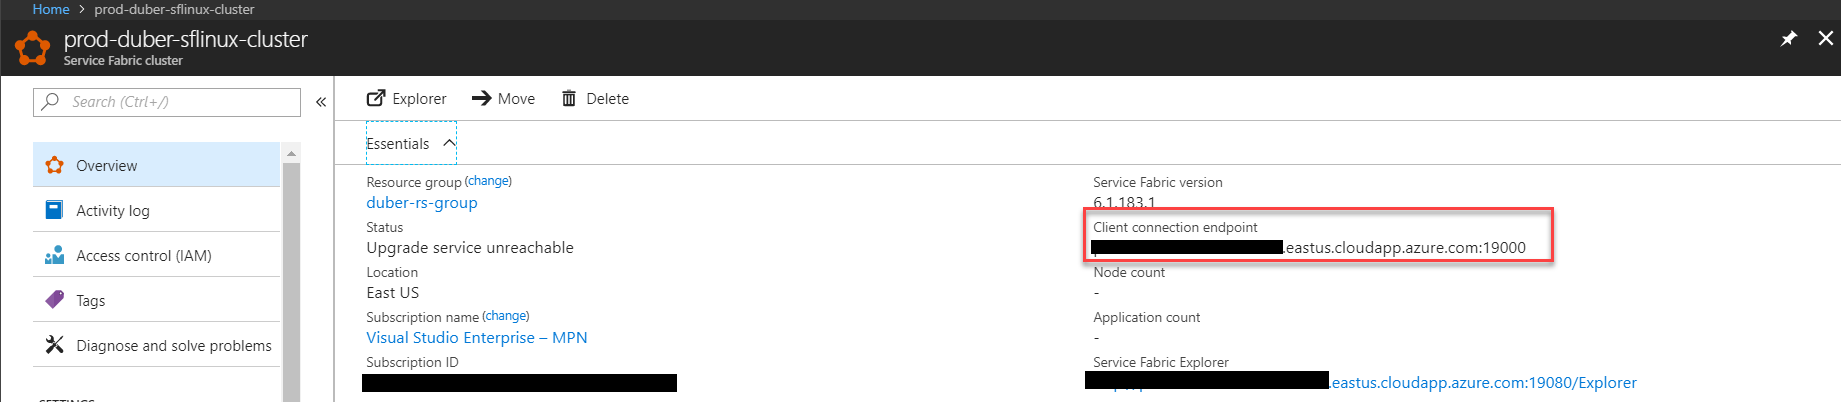 Home > prod-duber-sflinux-cluster
prod-duber-sflinux-cluster
Service Fabric cluster
Search (Ctrl+/)
«
Overview
Activity log
Access control (IAM)
Tags
Diagnose and solve problems
Explorer
Move
Delete
Essentials
Resource group (change)
duber-rs-group
Status
Upgrade service unreachable
Location
East US
Subscription name (change)
Visual Studio Enterprise – MPN
Subscription ID
Service Fabric version
6.1.183.1
Client connection endpoint
.eastus.cloudapp.azure.com:19000
Node count
-
Application count
-
Service Fabric Explorer
.eastus.cloudapp.azure.com:19080/Explorer